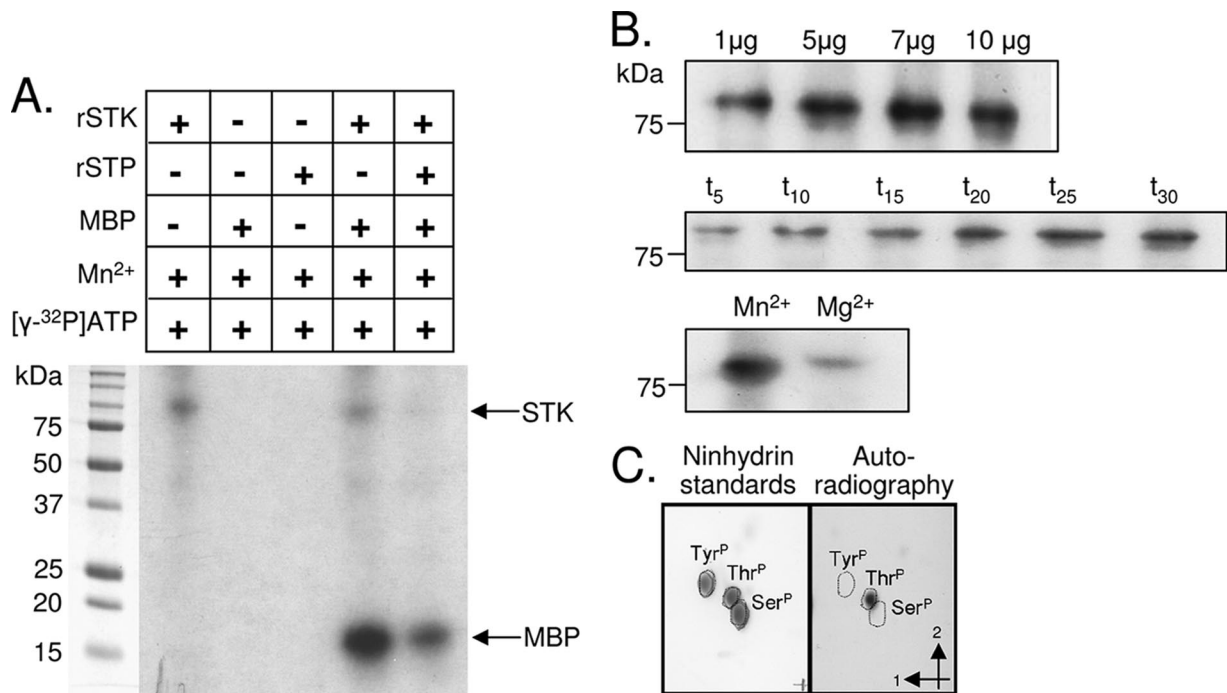 A.
rSTK + - - + +
rSTP - - + - +
MBP - + - + +
Mn²⁺ + + + + +
[γ-³²P]ATP + + + + +
kDa
75
50
37
25
20
15
STK
MBP
B.
1µg 5µg 7µg 10 µg
kDa
75
t₅ t₁₀ t₁₅ t₂₀ t₂₅ t₃₀
75
Mn²⁺ Mg²⁺
75
C.
Ninhydrin
standards
Auto-
radiography
Tyrᴾ
Thrᴾ
Serᴾ
Tyrᴾ
Thrᴾ
Serᴾ
2
1